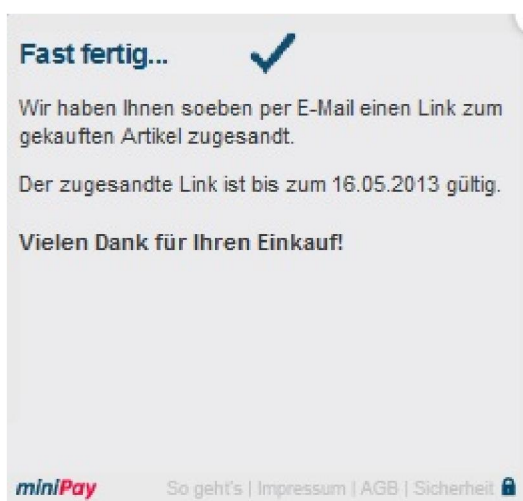 Fast fertig...
Wir haben Ihnen soeben per E-Mail einen Link zum
gekauften Artikel zugesandt.
Der zugesandte Link ist bis zum 16.05.2013 gültig.
Vielen Dank für Ihren Einkauf!
miniPay So geht's | Impressum | AGB | Sicherheit